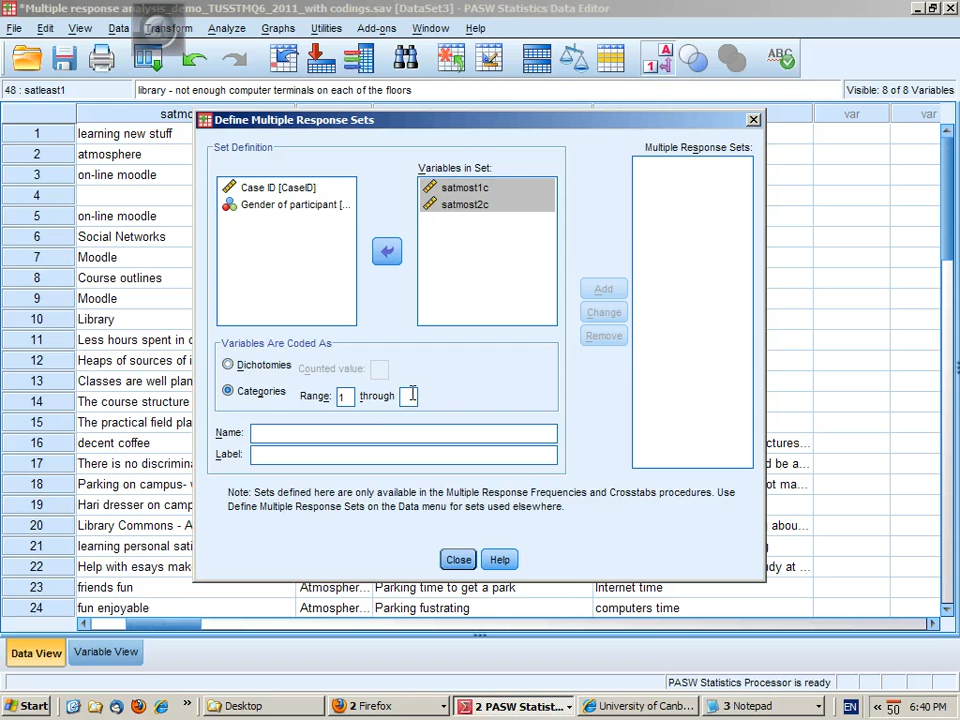 *Multiple response analysis_demo_TUSSTMQ6_2011_with codings.sav [DataSet3] - PASW Statistics Data Editor
File Edit View Data Transform Analyze Graphs Utilities Add-ons Window Help
48 : satleast1 library - not enough computer terminals on each of the floors Visible: 8 of 8 Variables
satmo var var
1 learning new stuff
2 atmosphere
3 on-line moodle
4
5 on-line moodle
6 Social Networks
7 Moodle
8 Course outlines
9 Moodle
10 Library
11 Less hours spent in c
12 Heaps of sources of i
13 Classes are well plan
14 The course structure
15 The practical field pla
16 decent coffee ctures...
17 There is no discrimina d be a...
18 Parking on campus- w ot ma...
19 Hari dresser on camp
20 Library Commons - A abou...
21 learning personal sati
22 Help with esays make dy at ...
23 friends fun Atmospher... Parking time to get a park Internet time
24 fun enjoyable Atmospher... Parking fustrating computers time
Define Multiple Response Sets
Set Definition
Case ID [CaseID]
Gender of participant [...
Variables in Set:
satmost1c
satmost2c
Multiple Response Sets:
Add
Change
Remove
Variables Are Coded As
Dichotomies Counted value:
Categories Range: 1 through
Name:
Label:
Note: Sets defined here are only available in the Multiple Response Frequencies and Crosstabs procedures. Use
Define Multiple Response Sets on the Data menu for sets used elsewhere.
Close Help
Data View Variable View
PASW Statistics Processor is ready
Start » Desktop 2 Firefox 2 PASW Statist... University of Canb... 3 Notepad EN « 50 6:40 PM